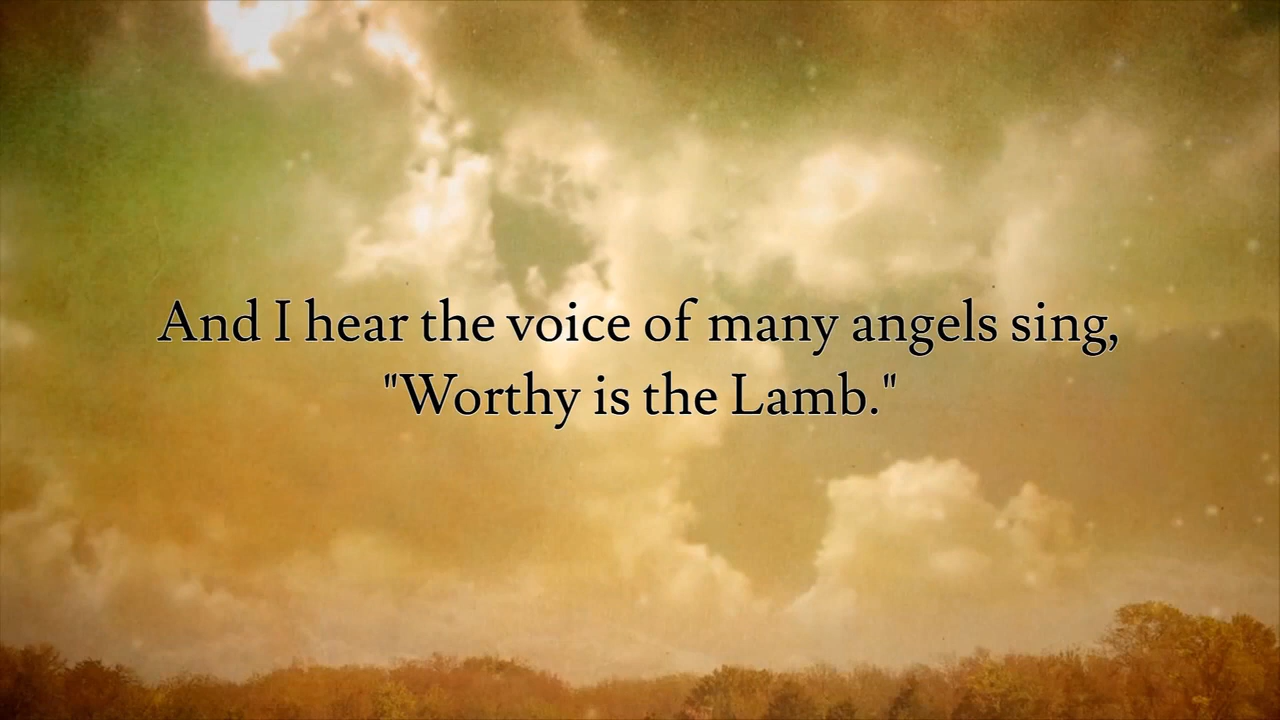 And I hear the voice of many angels sing,
"Worthy is the Lamb."